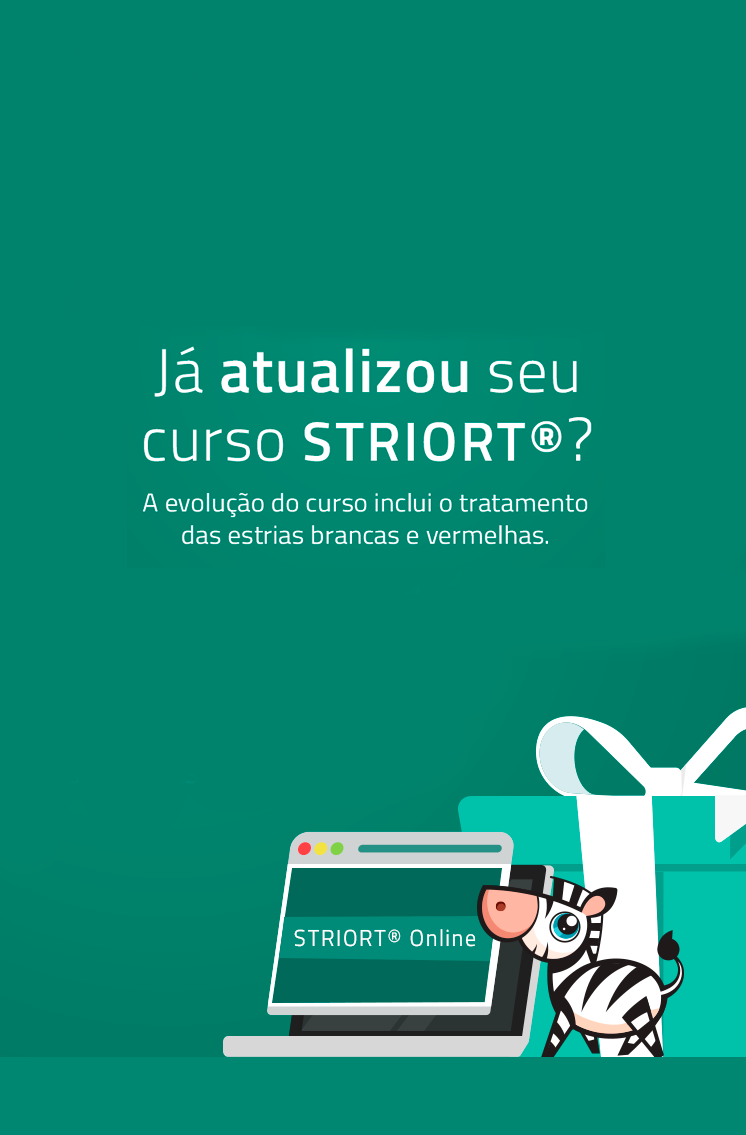 Já atualizou seu
curso STRIORT®?
A evolução do curso inclui o tratamento
das estrias brancas e vermelhas.
STRIORT® Online